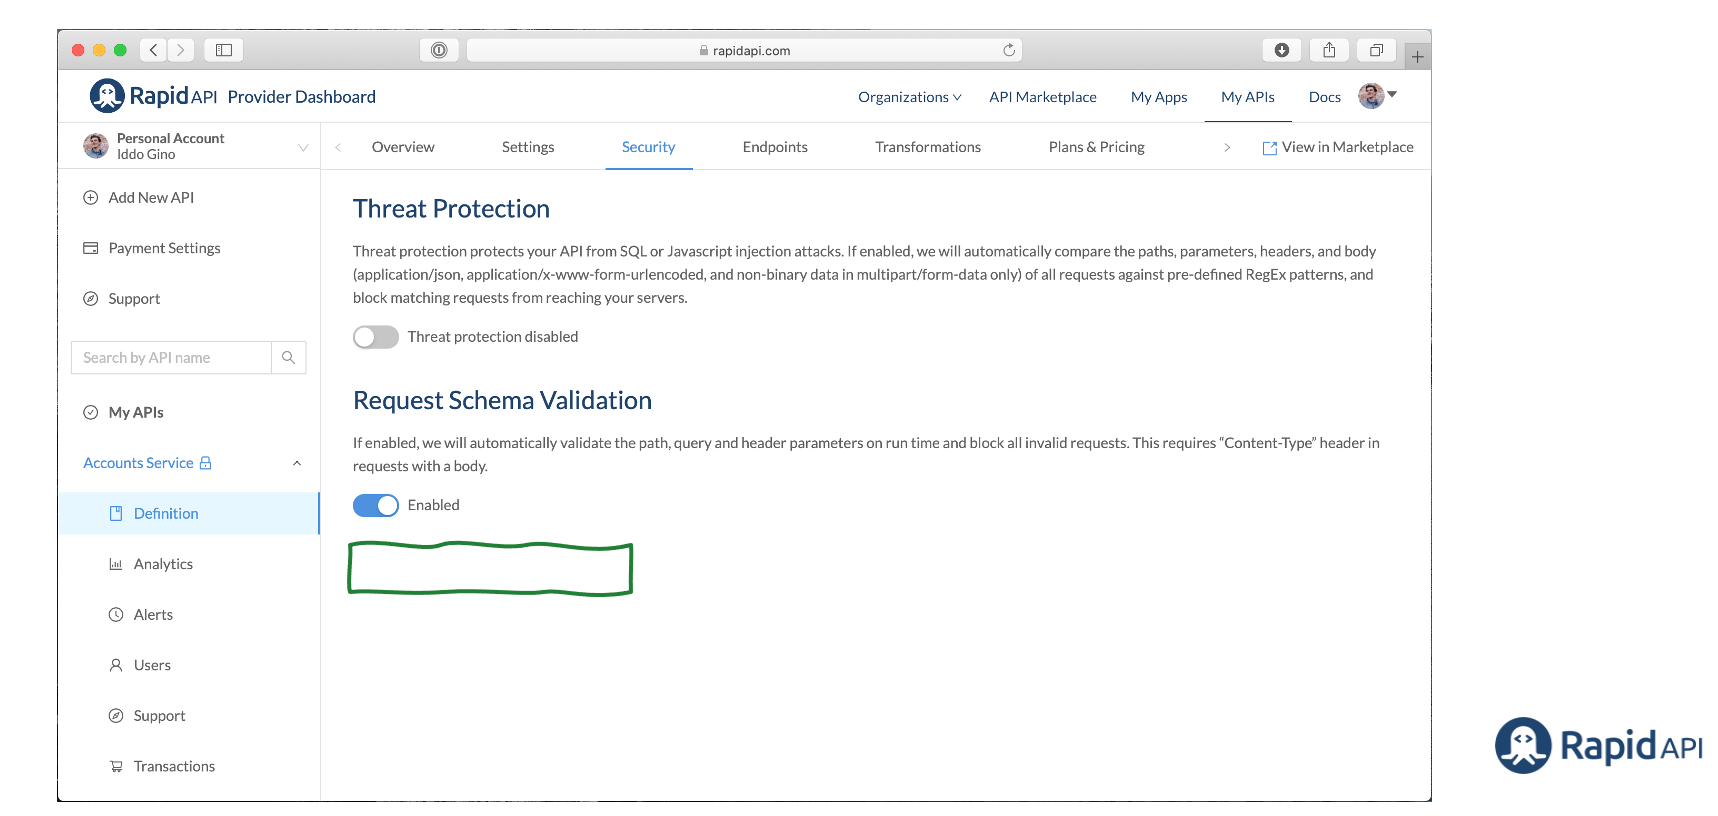 rapidapi.com
Rapid API Provider Dashboard
Organizations
API Marketplace
My Apps
My APIs
Docs
Personal Account
Iddo Gino
Overview
Settings
Security
Endpoints
Transformations
Plans & Pricing
View in Marketplace
Add New API
Payment Settings
Support
Search by API name
My APIs
Accounts Service
Definition
Analytics
Alerts
Users
Support
Transactions
Threat Protection
Threat protection protects your API from SQL or Javascript injection attacks. If enabled, we will automatically compare the paths, parameters, headers, and body
(application/json, application/x-www-form-urlencoded, and non-binary data in multipart/form-data only) of all requests against pre-defined RegEx patterns, and
block matching requests from reaching your servers.
Threat protection disabled
Request Schema Validation
If enabled, we will automatically validate the path, query and header parameters on run time and block all invalid requests. This requires “Content-Type” header in
requests with a body.
Enabled
Rapid API